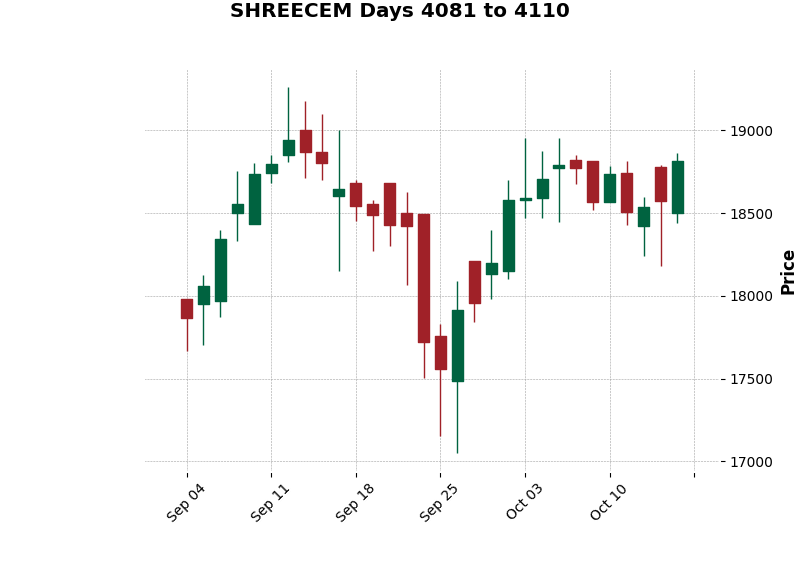 SHREECEM Days 4081 to 4110
19000
18500
18000
17500
17000
Price
Sep 04
Sep 11
Sep 18
Sep 25
Oct 03
Oct 10